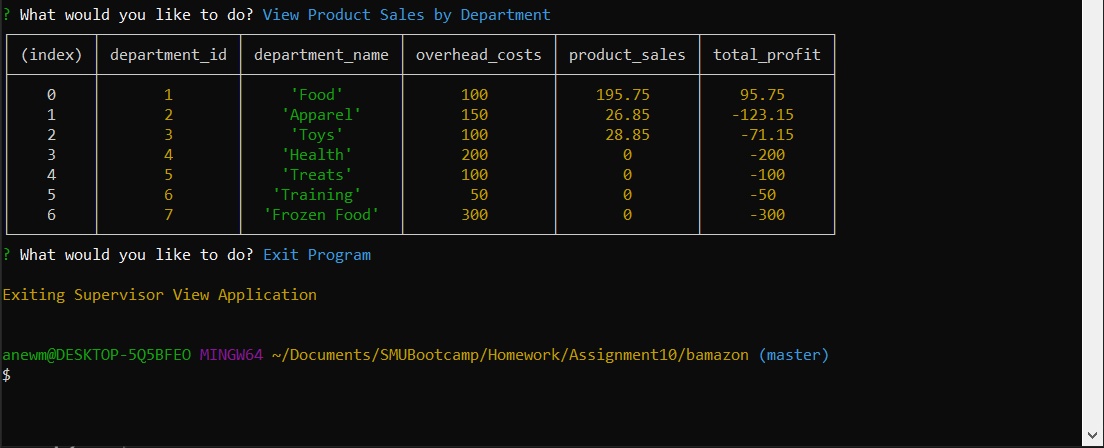 ? What would you like to do? View Product Sales by Department
(index) department_id department_name overhead_costs product_sales total_profit
0 1 'Food' 100 195.75 95.75
1 2 'Apparel' 150 26.85 -123.15
2 3 'Toys' 100 28.85 -71.15
3 4 'Health' 200 0 -200
4 5 'Treats' 100 0 -100
5 6 'Training' 50 0 -50
6 7 'Frozen Food' 300 0 -300
? What would you like to do? Exit Program
Exiting Supervisor View Application
anewm@DESKTOP-5Q5BFEO MINGW64 ~/Documents/SMUBootcamp/Homework/Assignment10/bamazon (master)
$